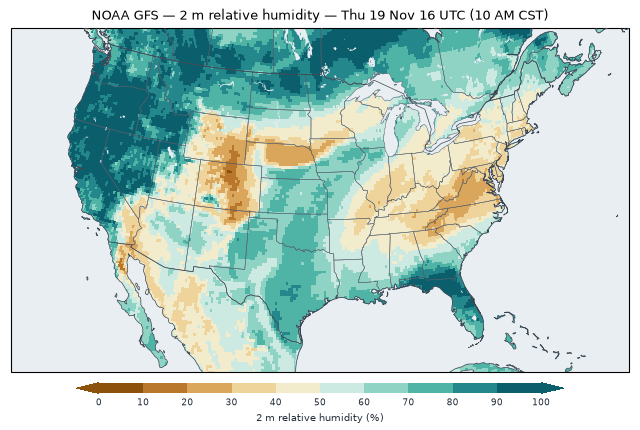 NOAA GFS — 2 m relative humidity — Thu 19 Nov 16 UTC (10 AM CST)
0 10 20 30 40 50 60 70 80 90 100
2 m relative humidity (%)